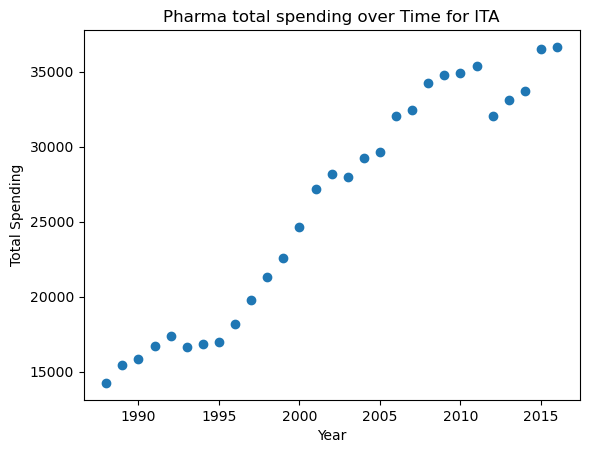 Pharma total spending over Time for ITA
35000
30000
25000
20000
15000
Total Spending
1990 1995 2000 2005 2010 2015
Year